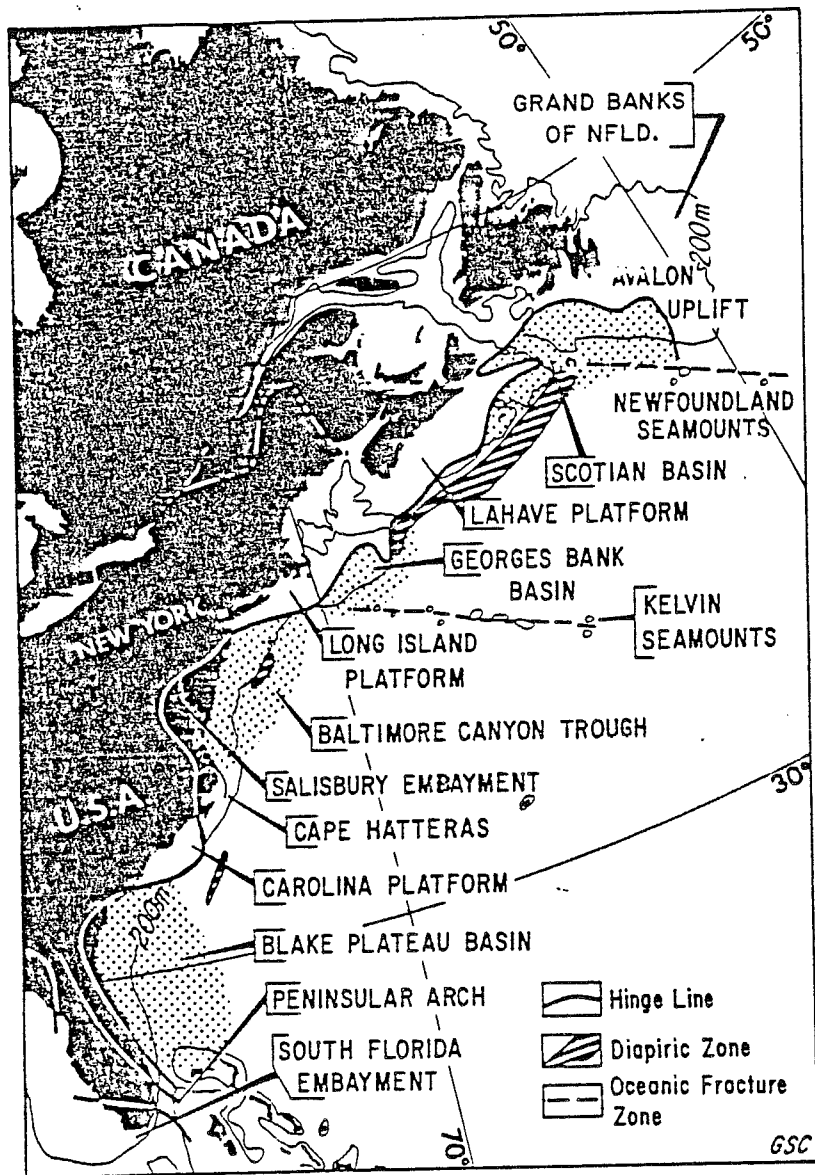 50°
50°
GRAND BANKS
OF NFLD.
CANADA
200m
AVALON
UPLIFT
NEWFOUNDLAND
SEAMOUNTS
SCOTIAN BASIN
LAHAVE PLATFORM
GEORGES BANK
BASIN
KELVIN
SEAMOUNTS
NEW YORK
LONG ISLAND
PLATFORM
BALTIMORE CANYON TROUGH
30°
SALISBURY EMBAYMENT
U.S.A.
CAPE HATTERAS
CAROLINA PLATFORM
200m
BLAKE PLATEAU BASIN
PENINSULAR ARCH
SOUTH FLORIDA
EMBAYMENT
Hinge Line
Diapiric Zone
Oceanic Fracture
Zone
70°
GSC